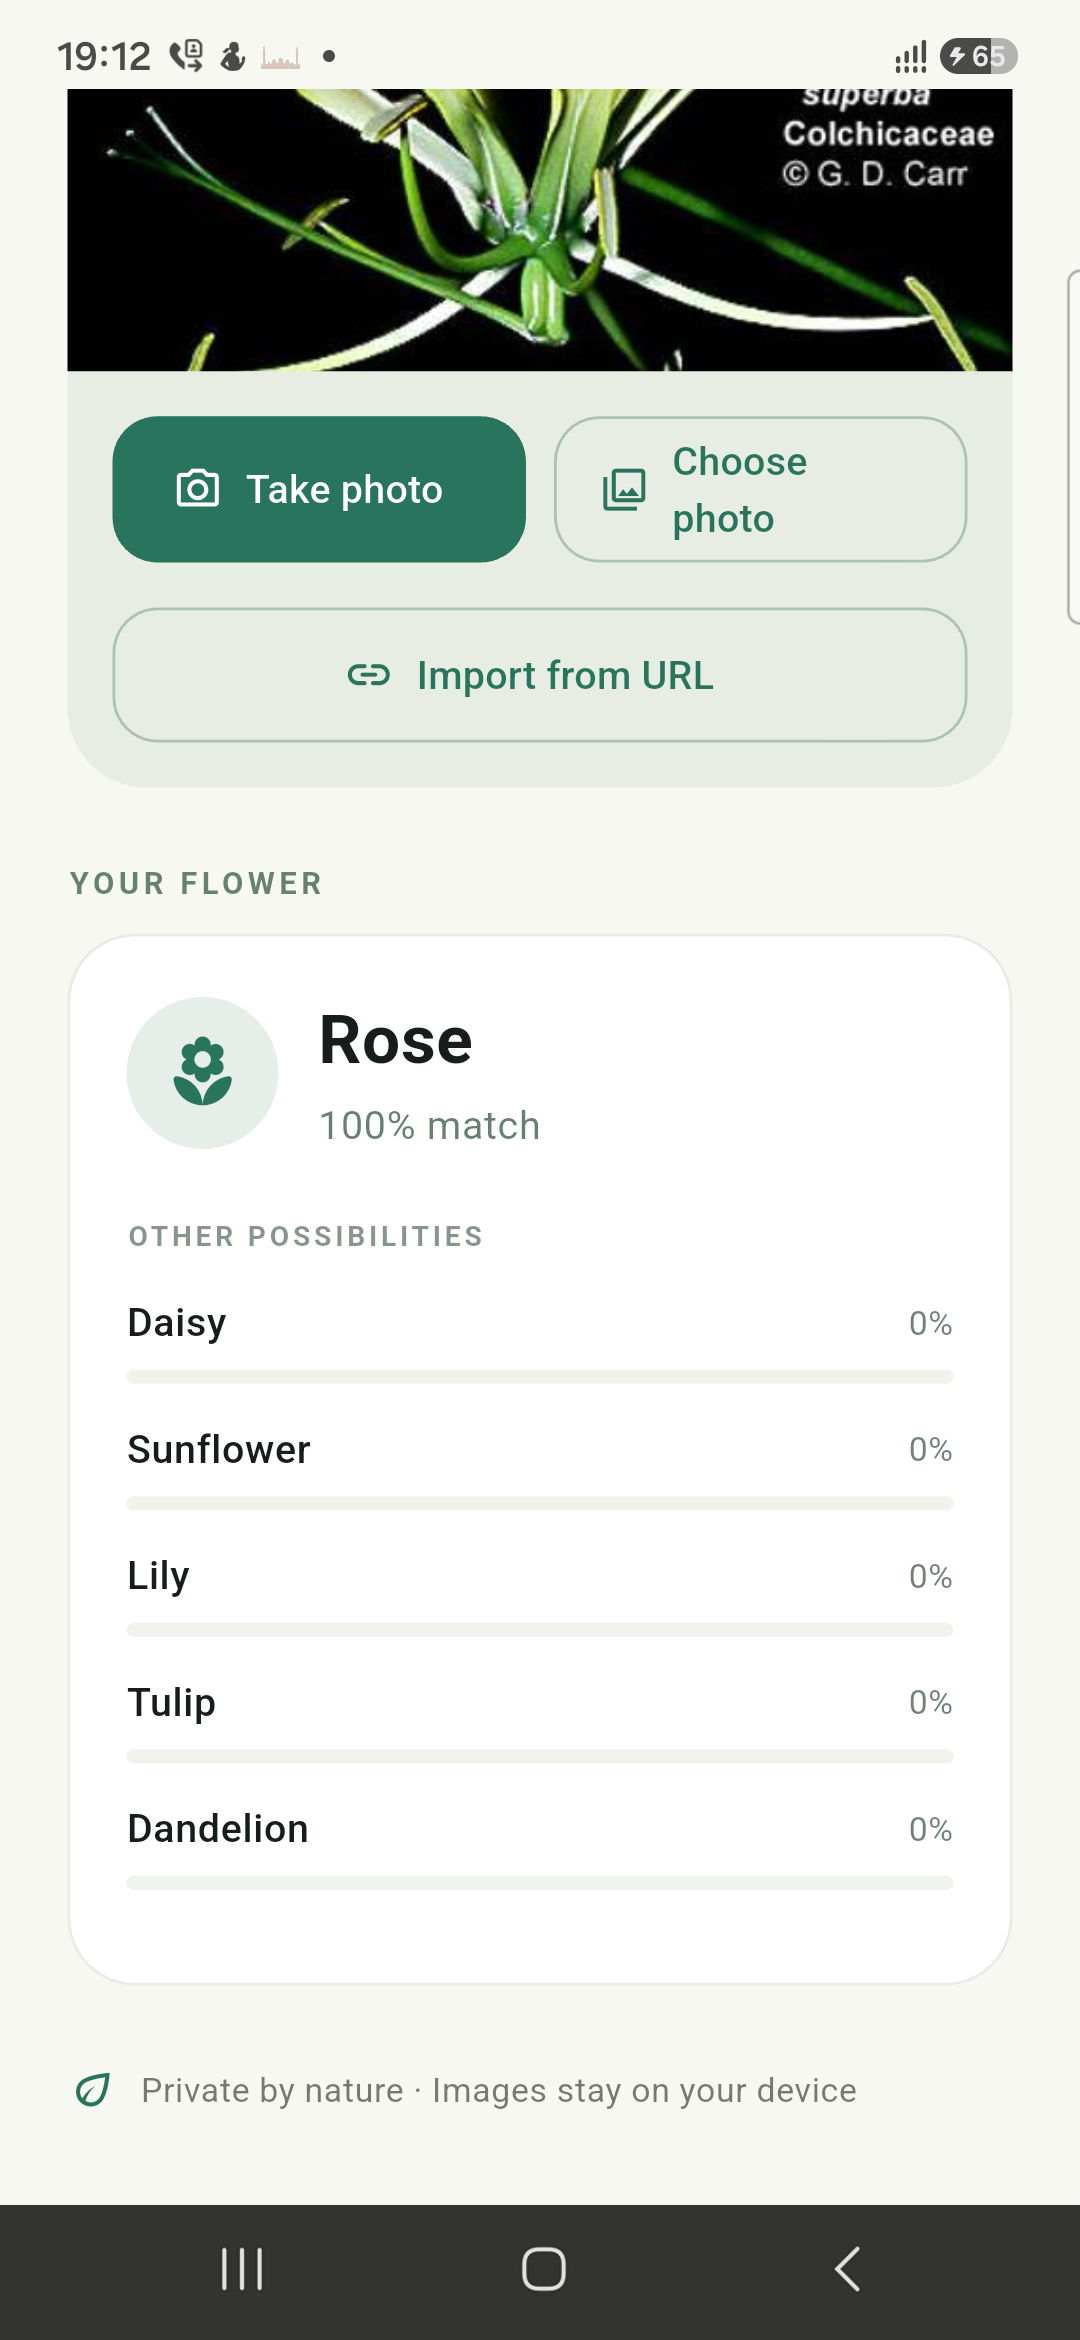 19:12
65
superba
Colchicaceae
© G. D. Carr
Take photo
Choose
photo
Import from URL
YOUR FLOWER
Rose
100% match
OTHER POSSIBILITIES
Daisy 0%
Sunflower 0%
Lily 0%
Tulip 0%
Dandelion 0%
Private by nature · Images stay on your device